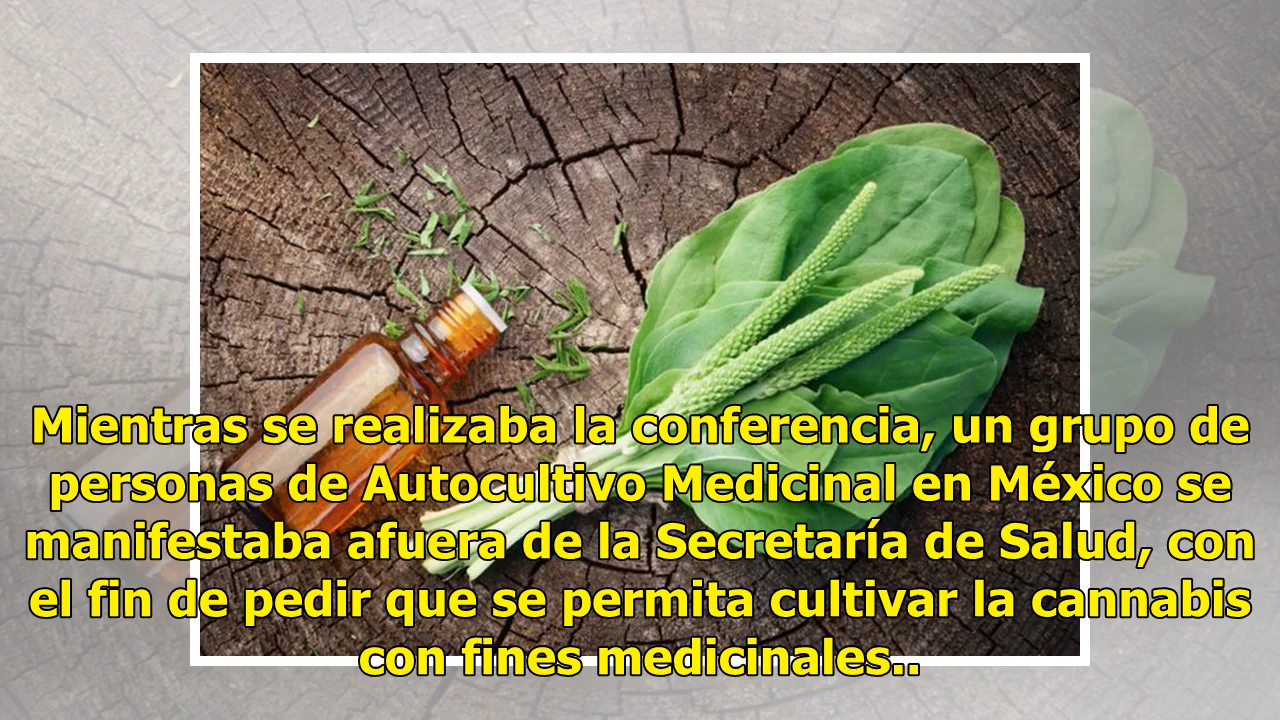 Mientras se realizaba la conferencia, un grupo de
personas de Autocultivo Medicinal en México se
manifestaba afuera de la Secretaría de Salud, con
el fin de pedir que se permita cultivar la cannabis
con fines medicinales..